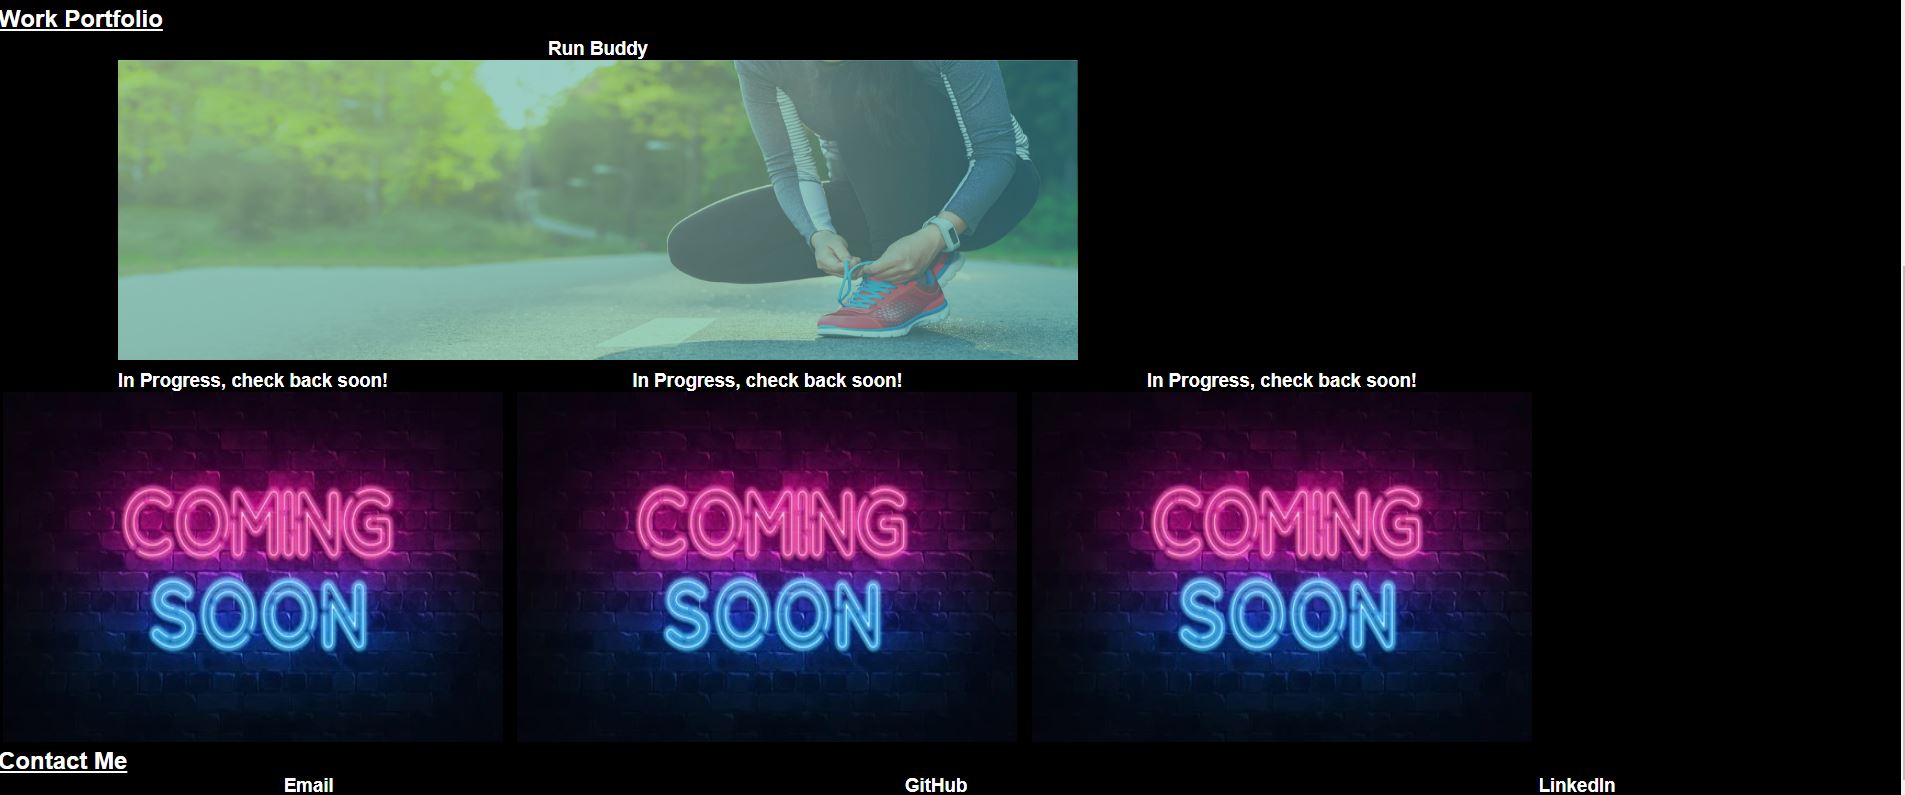 Work Portfolio
Run Buddy
In Progress, check back soon! In Progress, check back soon! In Progress, check back soon!
COMING COMING COMING
SOON SOON SOON
Contact Me
Email GitHub LinkedIn